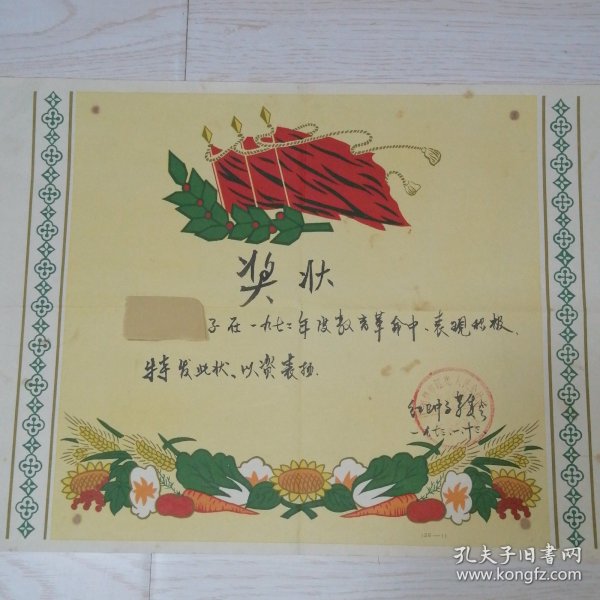 奖状
子在一九七二年度教育革命中、表现积极、
特发此状、以资表扬.
孔夫子旧书网
www.kongfz.com